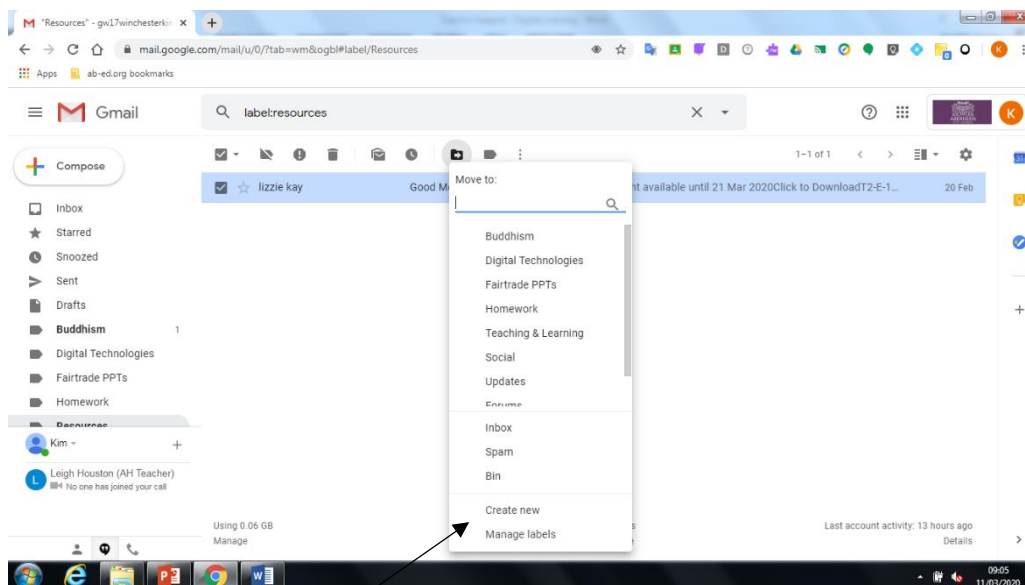 "Resources" - gw17winchesterkin
mail.google.com/mail/u/0/?tab=wm&ogbl#label/Resources
Apps ab-ed.org bookmarks
Gmail
label:resources
K
Compose
1-1 of 1
lizzie kay Good M nt available until 21 Mar 2020Click to DownloadT2-E-1... 20 Feb
Move to:
Inbox
Starred
Snoozed
Sent
Drafts
Buddhism 1
Digital Technologies
Fairtrade PPTs
Homework
Resources
Buddhism
Digital Technologies
Fairtrade PPTs
Homework
Teaching & Learning
Social
Updates
Forums
Inbox
Spam
Bin
Create new
Manage labels
Kim
L Leigh Houston (AH Teacher)
No one has joined your call
Using 0.06 GB
Manage
Last account activity: 13 hours ago
Details
09:05
11/03/2020